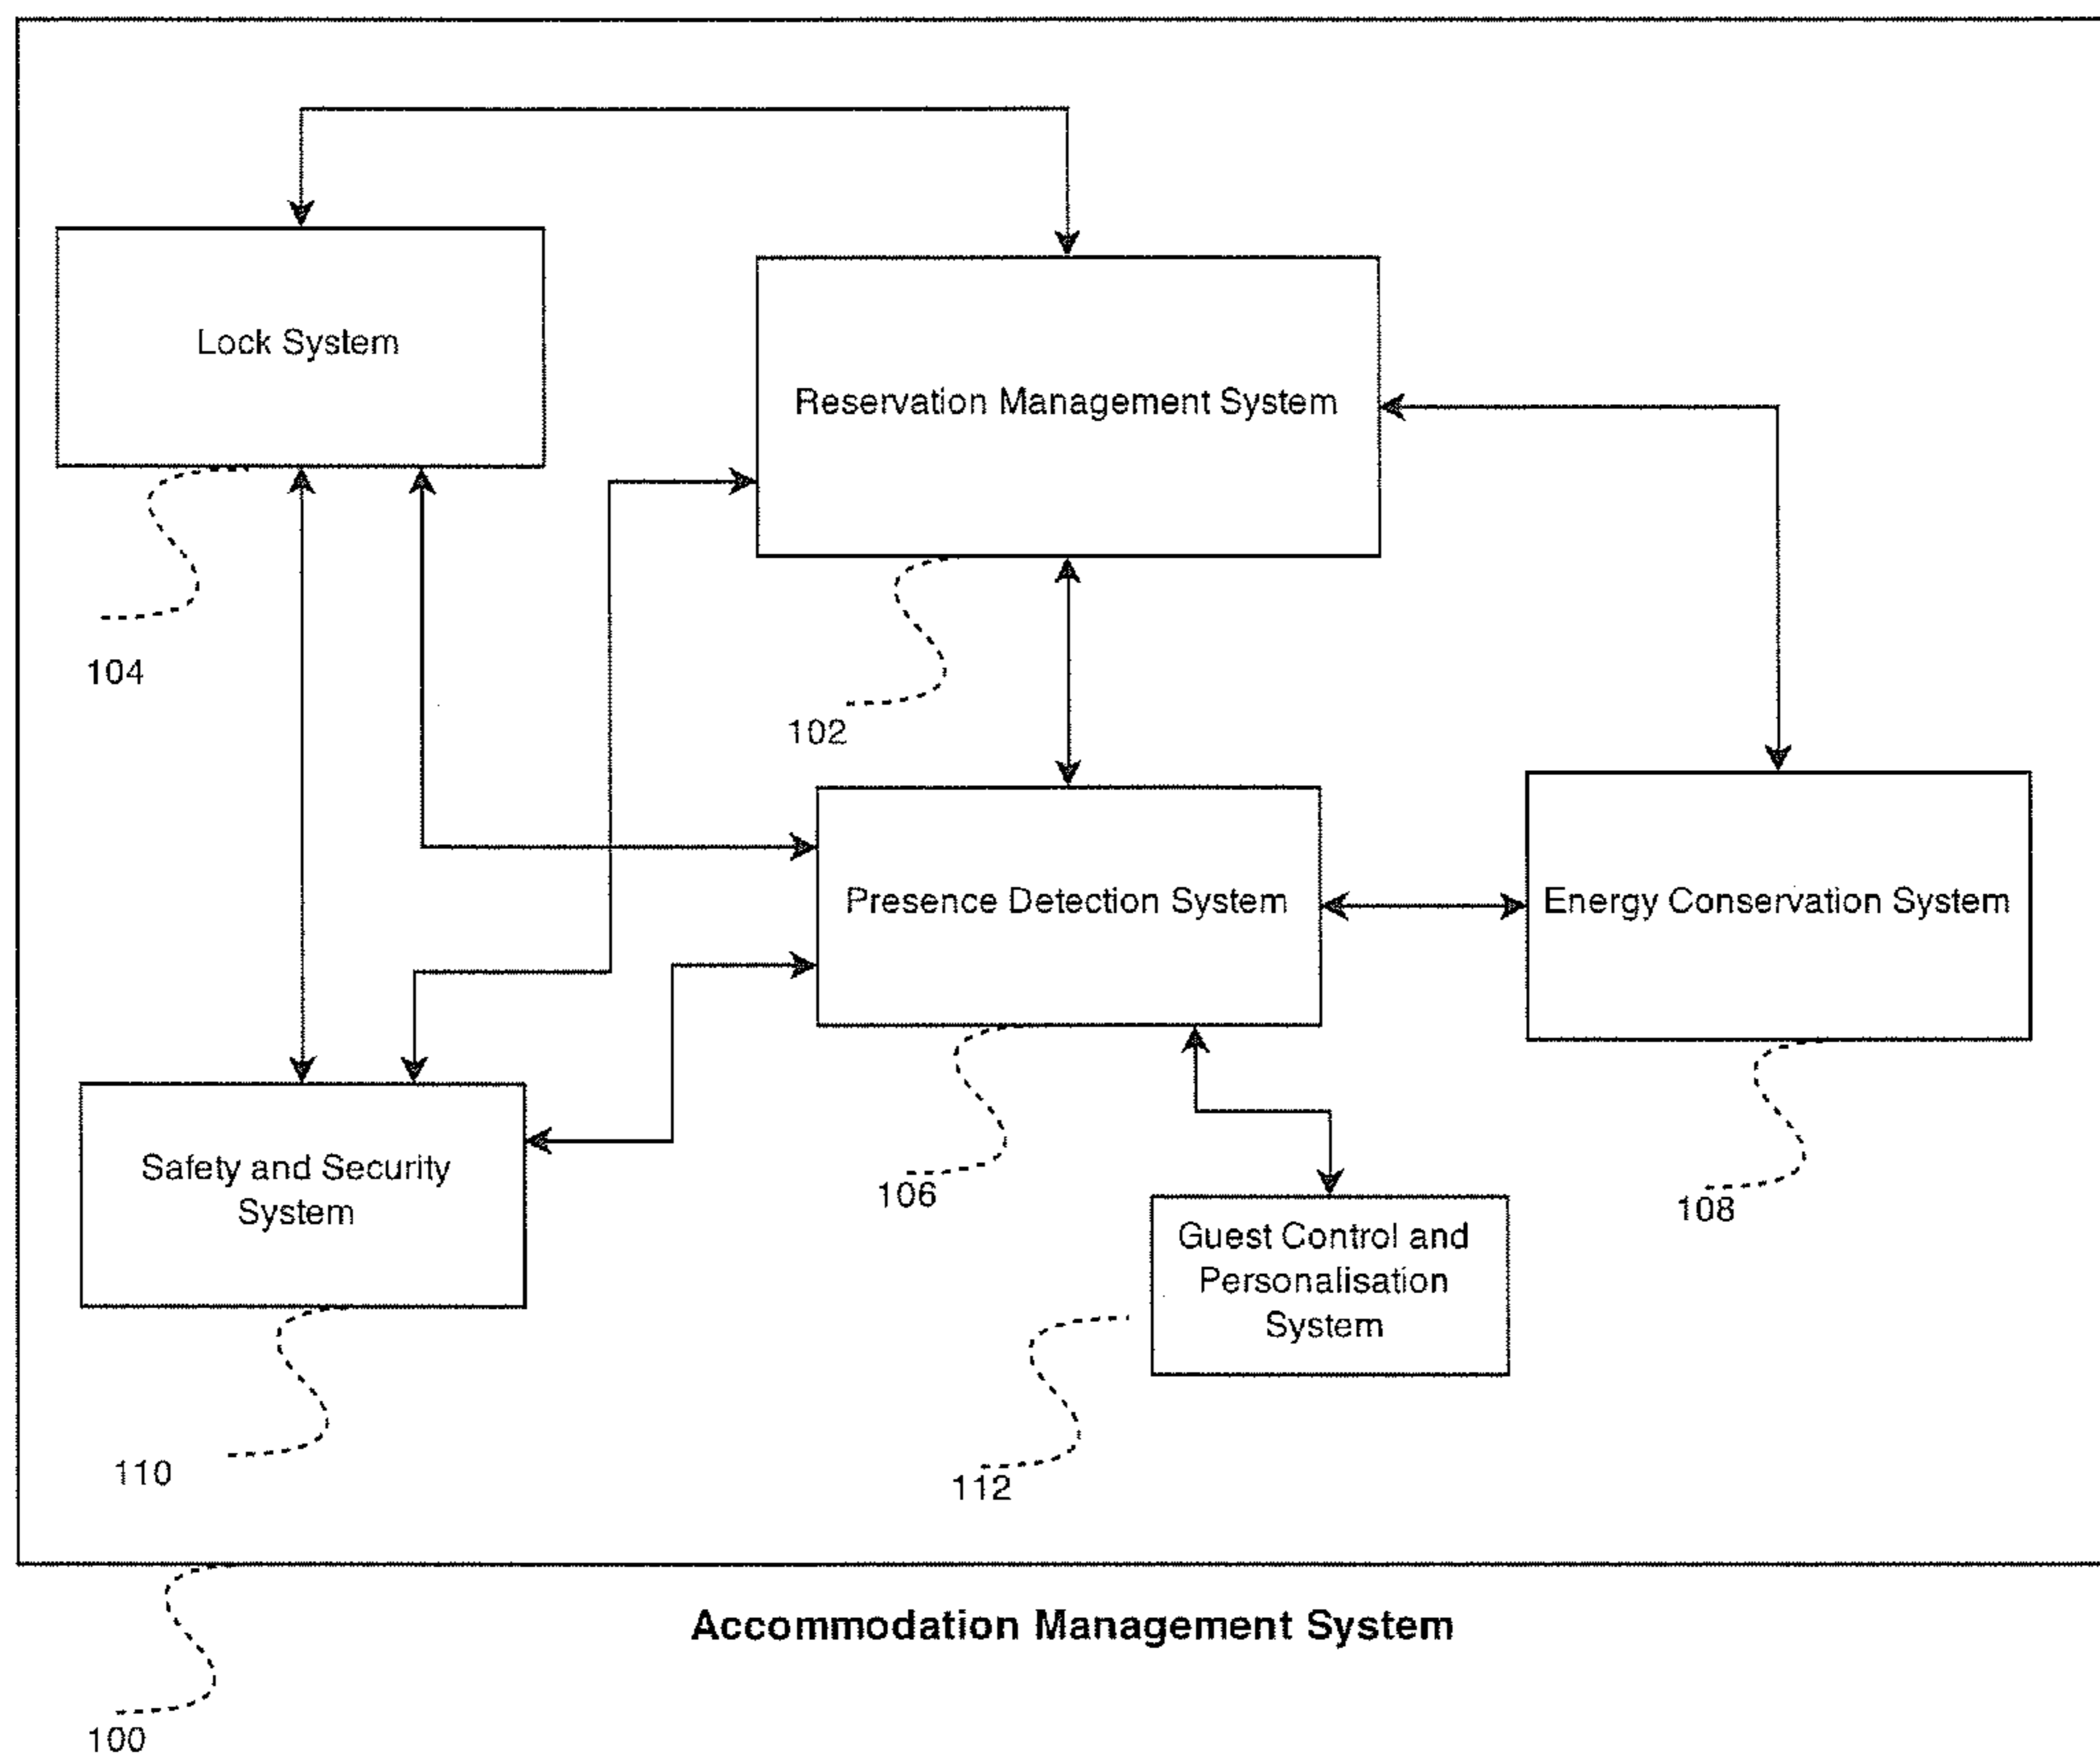 Lock System
Reservation Management System
104
102
Presence Detection System
Energy Conservation System
Safety and Security
System
106
108
Guest Control and
Personalisation
System
110
112
Accommodation Management System
100